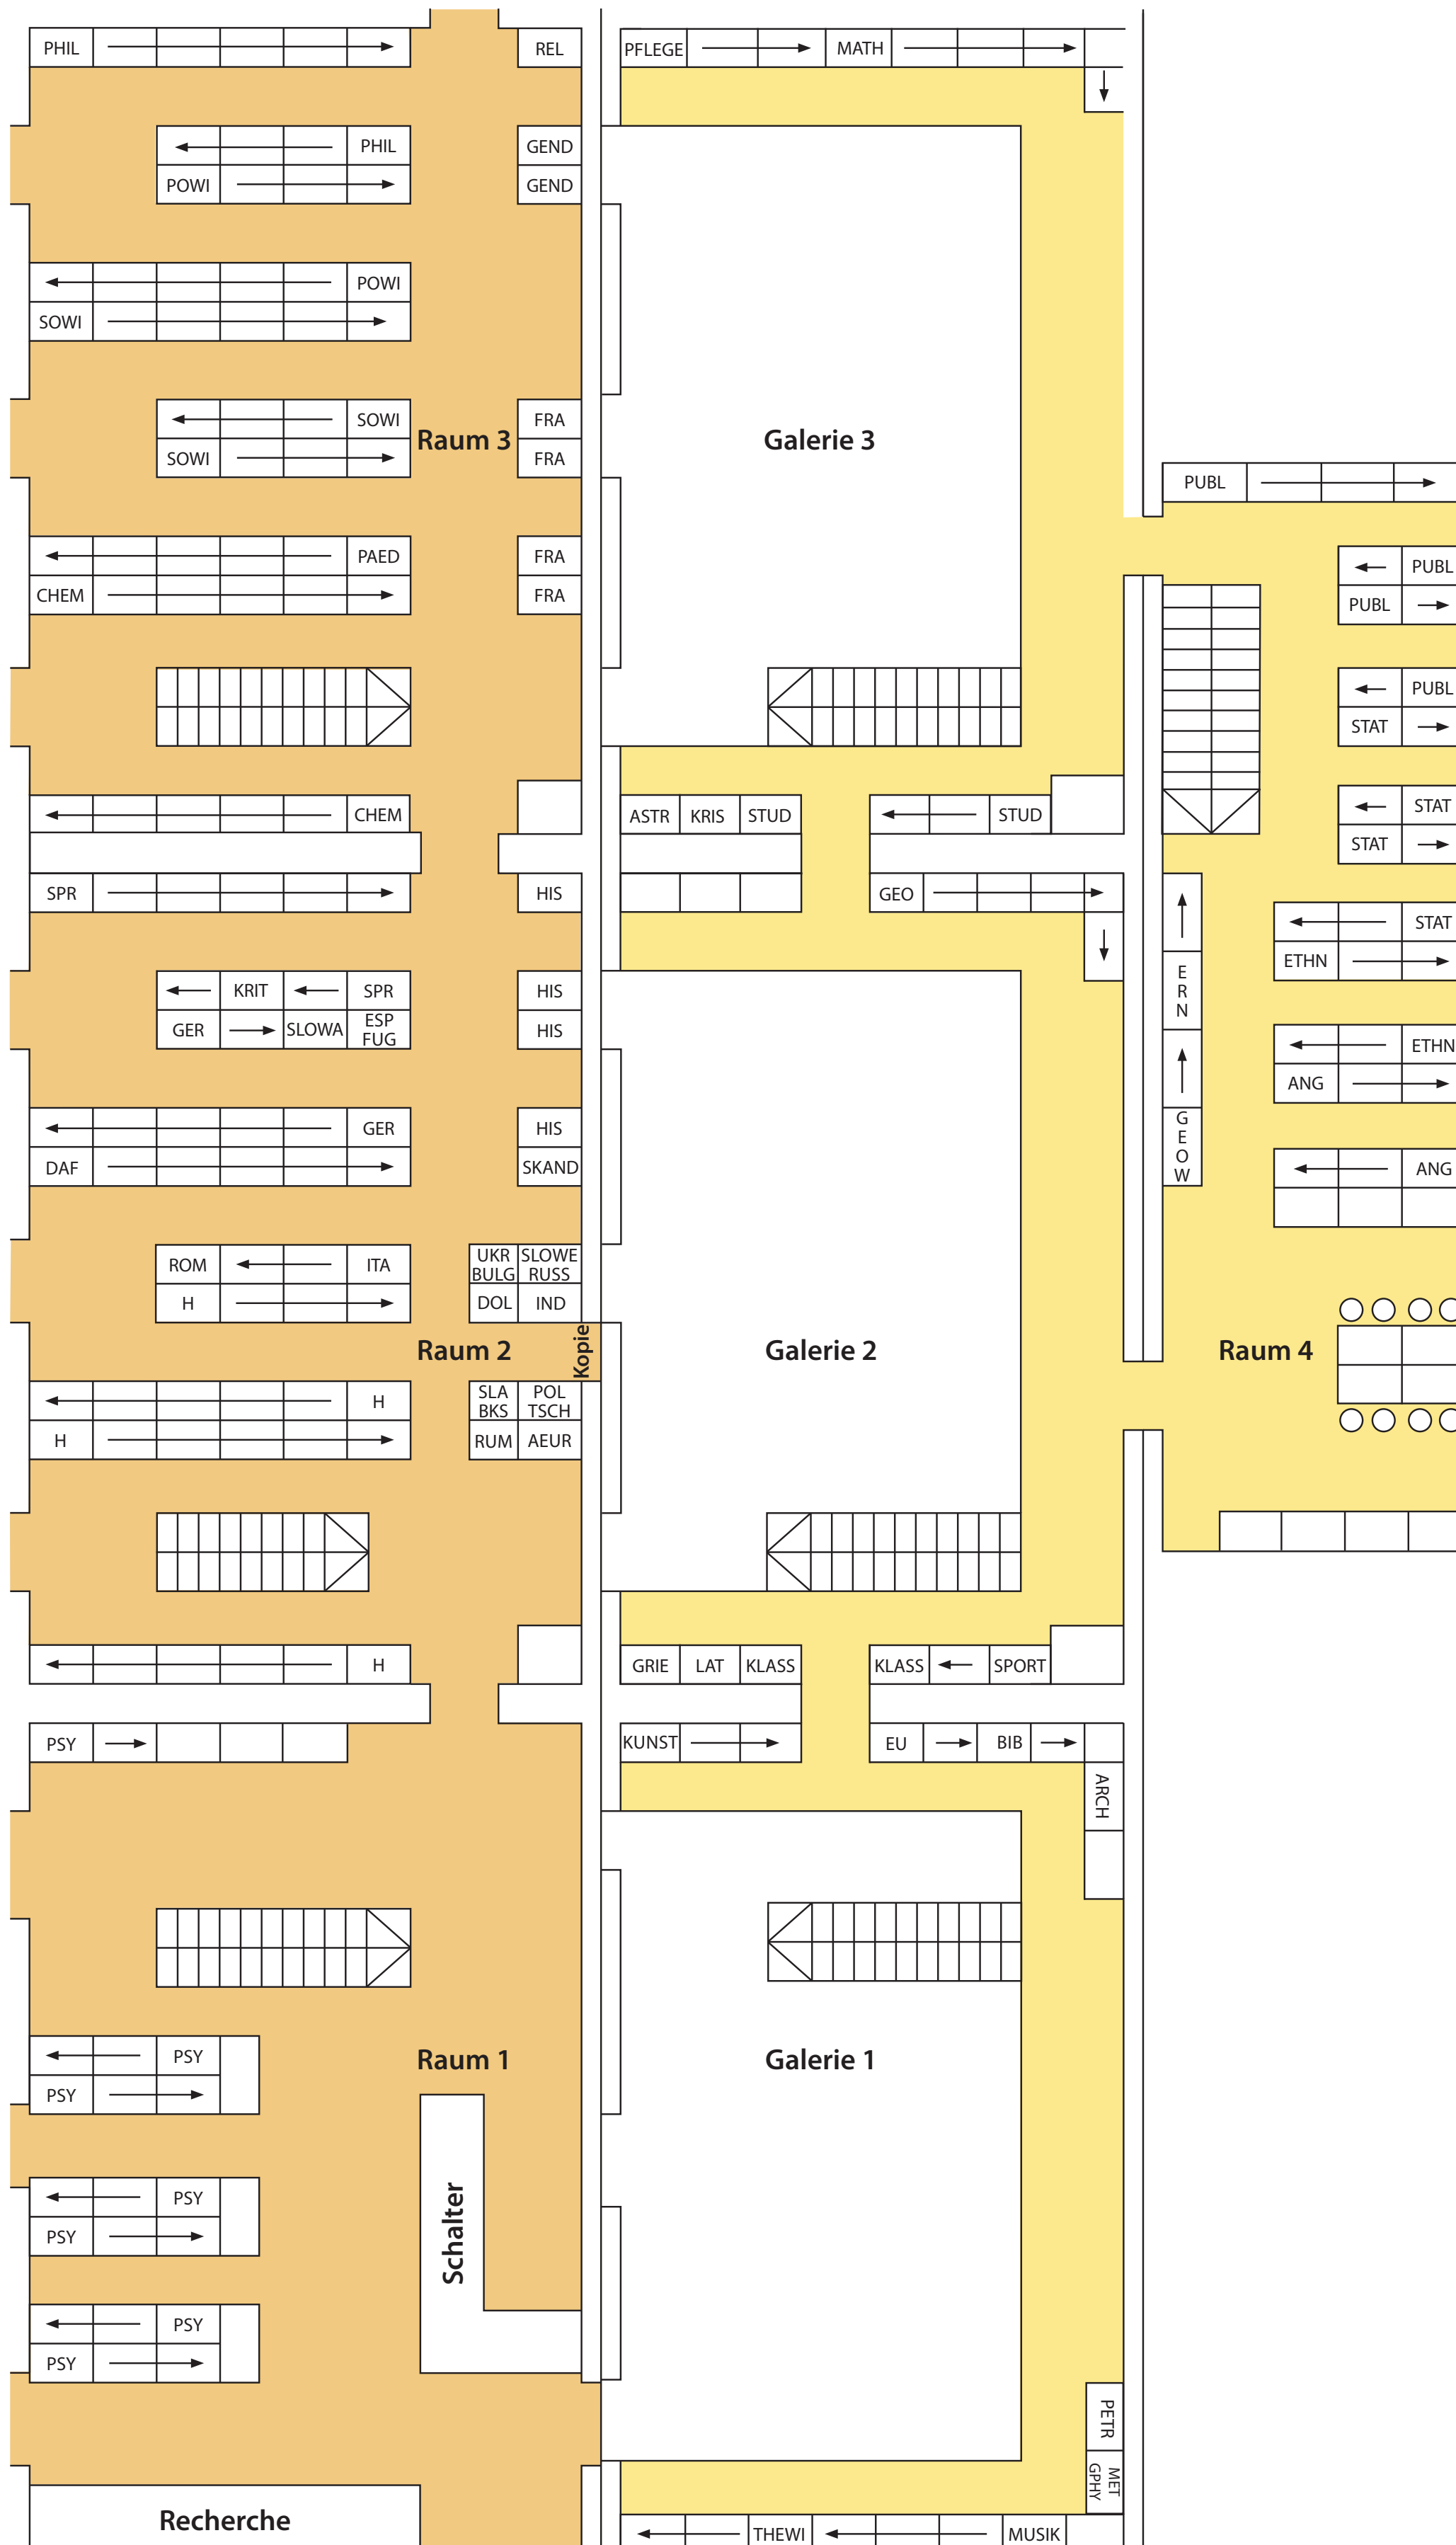 PHIL
REL
PFLEGE
MATH
PHIL
POWI
GEND
GEND
POWI
SOWI
SOWI
SOWI
Raum 3
FRA
FRA
Galerie 3
PUBL
PAED
CHEM
FRA
FRA
PUBL
PUBL
PUBL
STAT
CHEM
ASTR
KRIS
STUD
STUD
STAT
STAT
SPR
HIS
GEO
STAT
ETHN
KRIT
SPR
GER
SLOWA
ESP
FUG
HIS
HIS
ERN
ETHN
ANG
GER
DAF
HIS
SKAND
GEOW
ANG
ROM
ITA
H
UKR
BULG
SLOWE
RUSS
DOL
IND
Raum 2
Kopie
Galerie 2
Raum 4
H
H
SLA
BKS
POL
TSCH
RUM
AEUR
H
GRIE
LAT
KLASS
KLASS
SPORT
PSY
KUNST
EU
BIB
ARCH
PSY
PSY
Raum 1
Galerie 1
PSY
PSY
Schalter
PSY
PSY
PETR
MET
GPHY
Recherche
THEWI
MUSIK